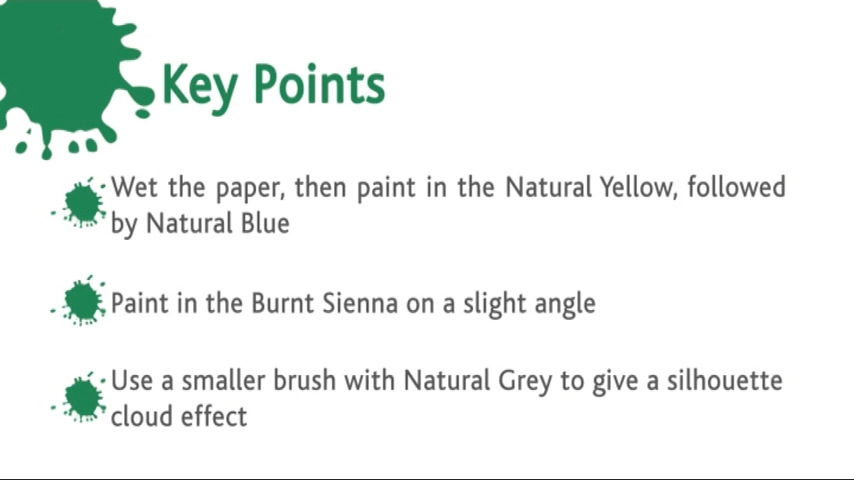 Key Points
Wet the paper, then paint in the Natural Yellow, followed
by Natural Blue
Paint in the Burnt Sienna on a slight angle
Use a smaller brush with Natural Grey to give a silhouette
cloud effect